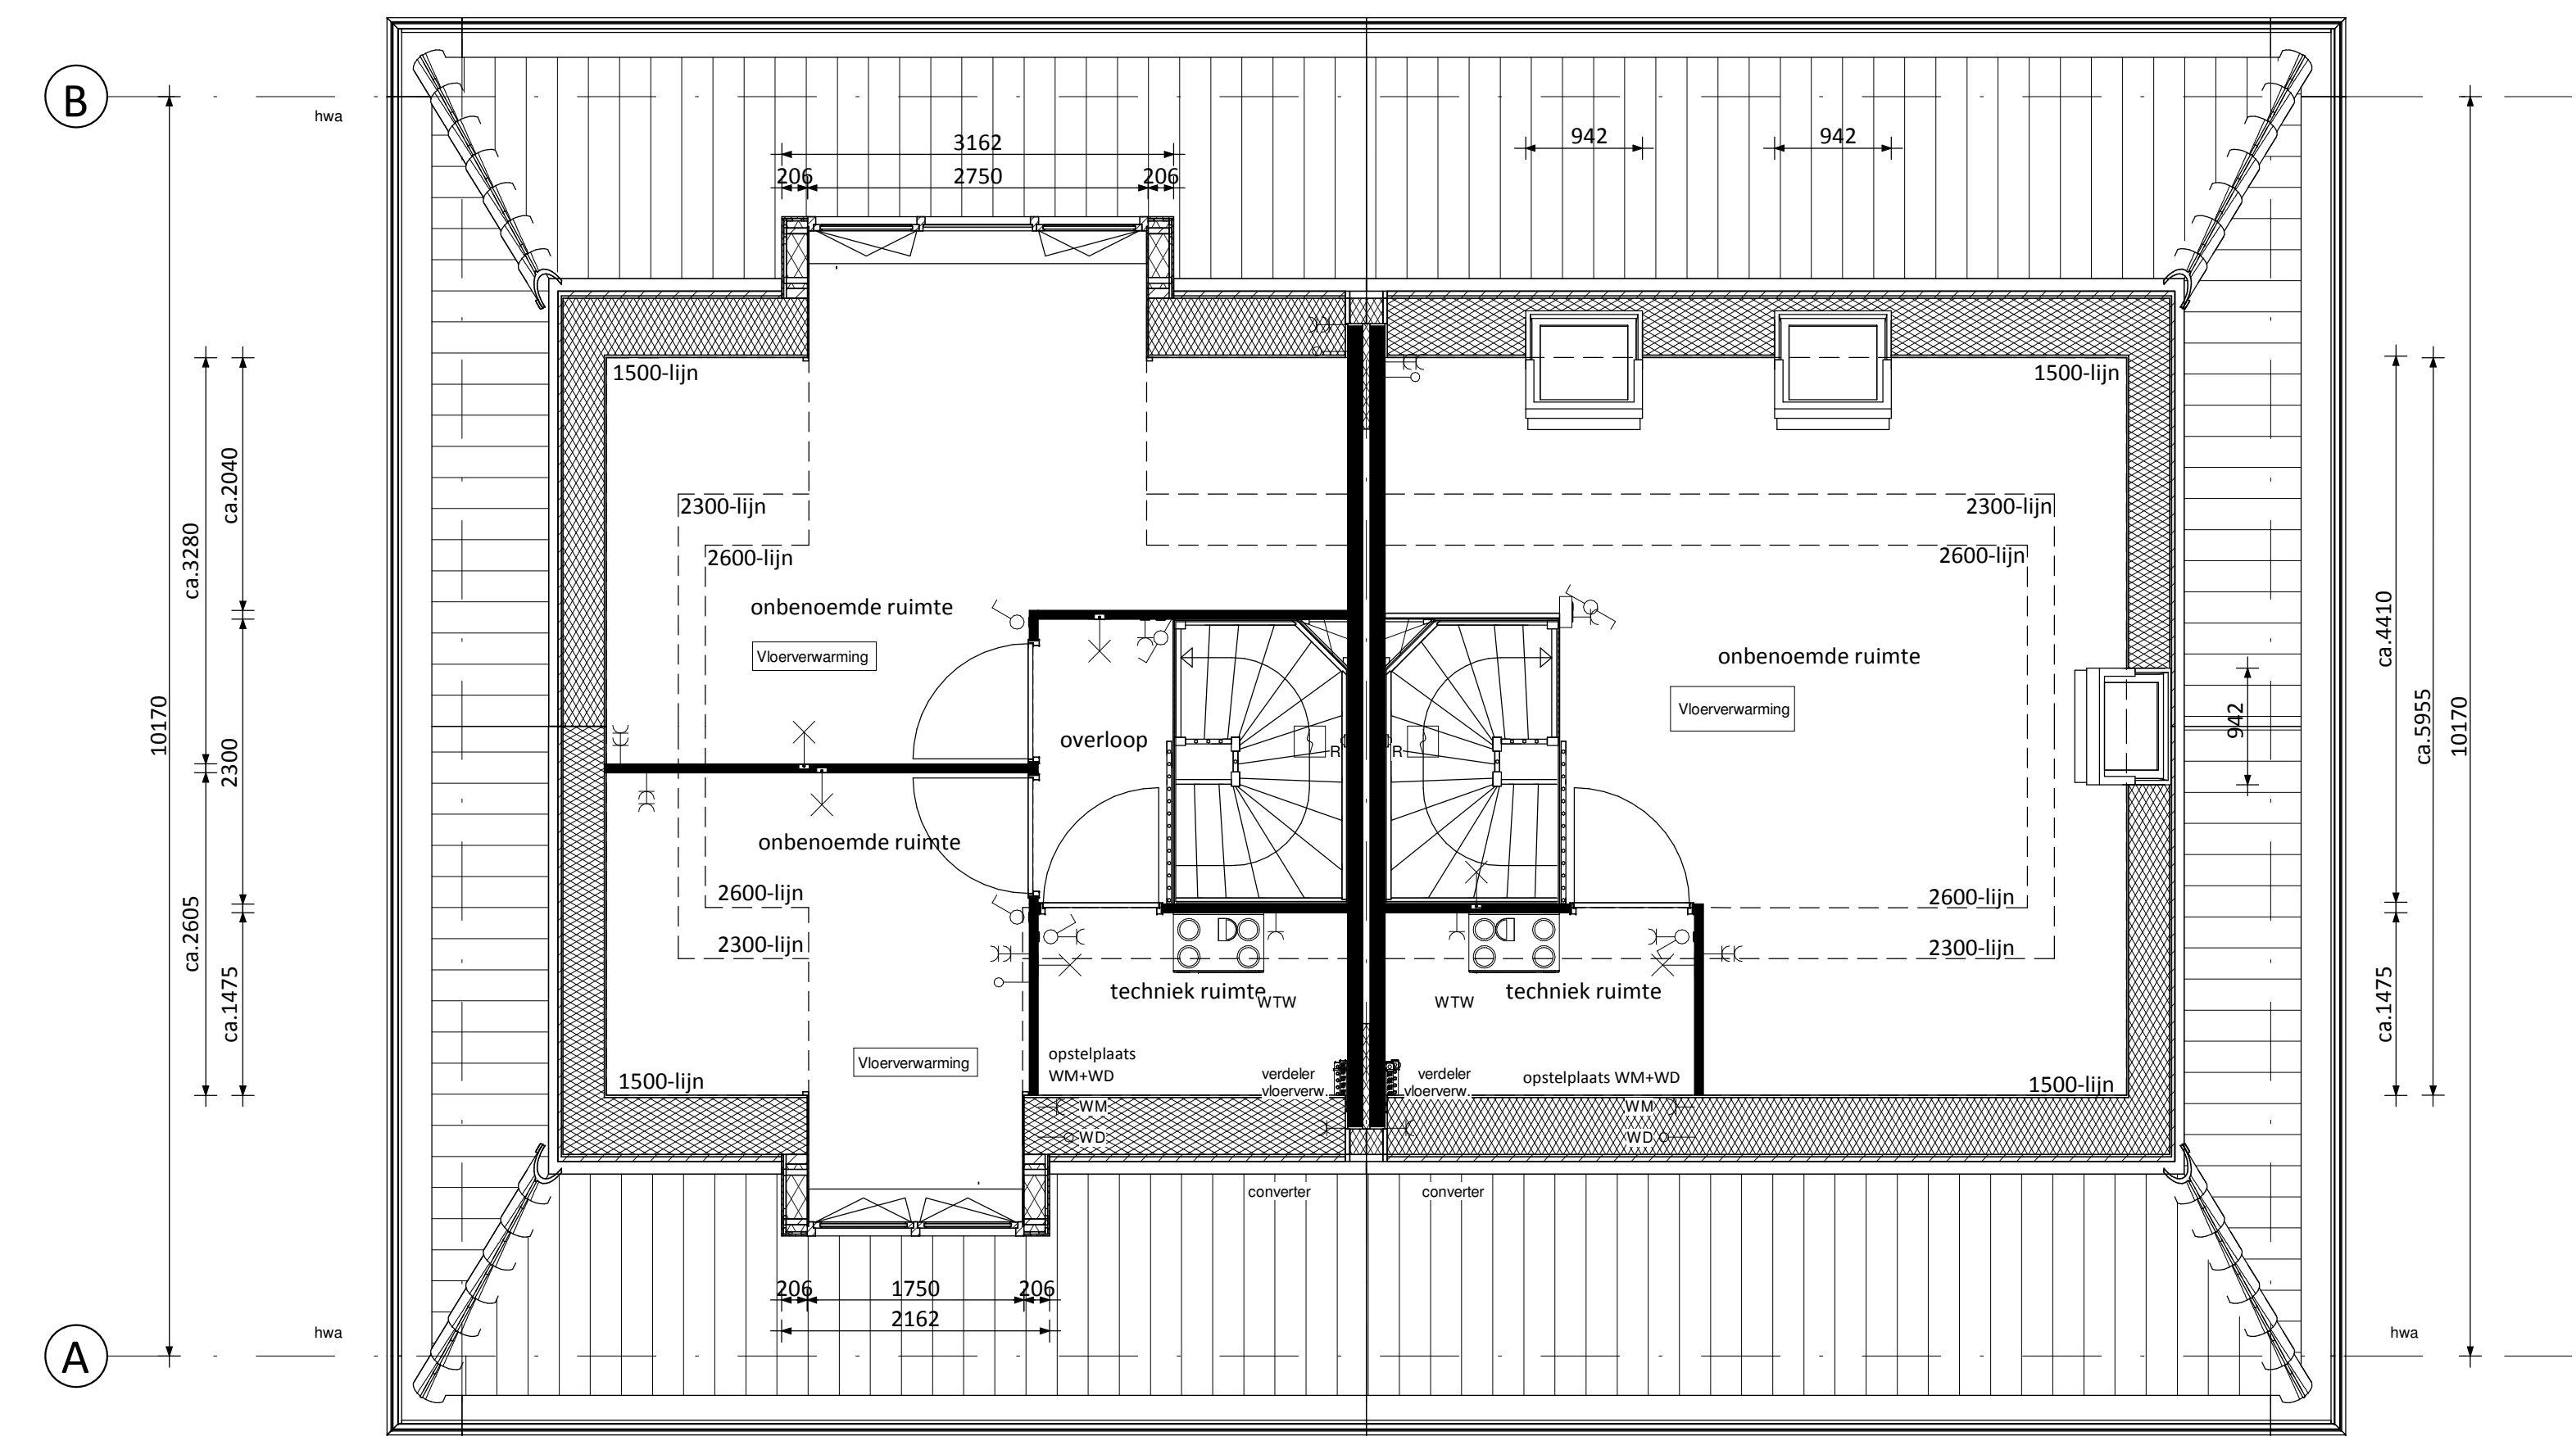 B
hwa
3162
206
2750
206
942
942
1500-lijn
1500-lijn
ca.3280
ca.2040
2300-lijn
2300-lijn
2600-lijn
2600-lijn
onbenoemde ruimte
Vloerverwarming
onbenoemde ruimte
Vloerverwarming
ca.4410
ca.5955
10170
2300
10170
942
overloop
R
R
onbenoemde ruimte
2600-lijn
2600-lijn
2300-lijn
2300-lijn
ca.2605
ca.1475
ca.1475
techniek ruimte
WTW
WTW
techniek ruimte
Vloerverwarming
opstelplaats
WM+WD
verdeler
vloerverw.
verdeler
vloerverw.
opstelplaats WM+WD
1500-lijn
1500-lijn
WM
WM
WD
WD
converter
converter
206
1750
206
2162
hwa
hwa
A